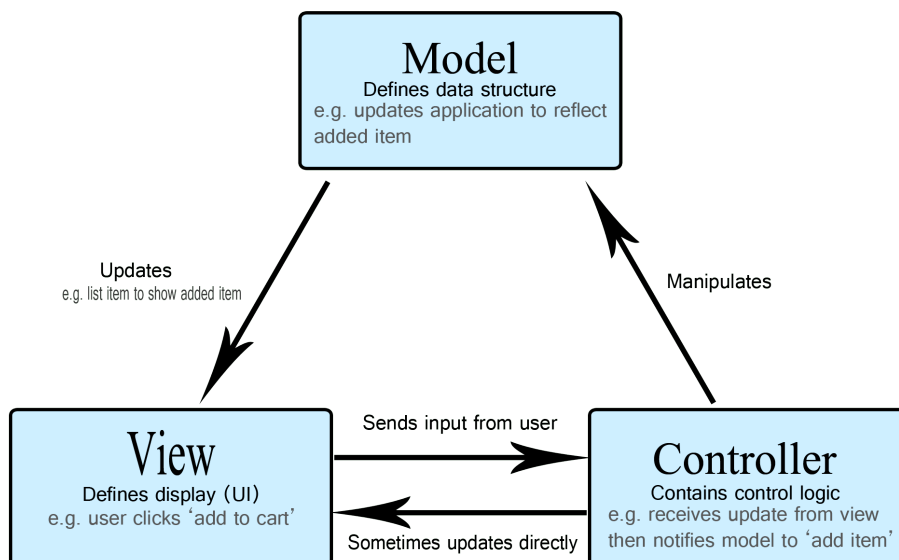 Model
Defines data structure
e.g. updates application to reflect
added item
Updates
e.g. list item to show added item
Manipulates
View
Defines display (UI)
e.g. user clicks ‘add to cart’
Sends input from user
Sometimes updates directly
Controller
Contains control logic
e.g. receives update from view
then notifies model to ‘add item’